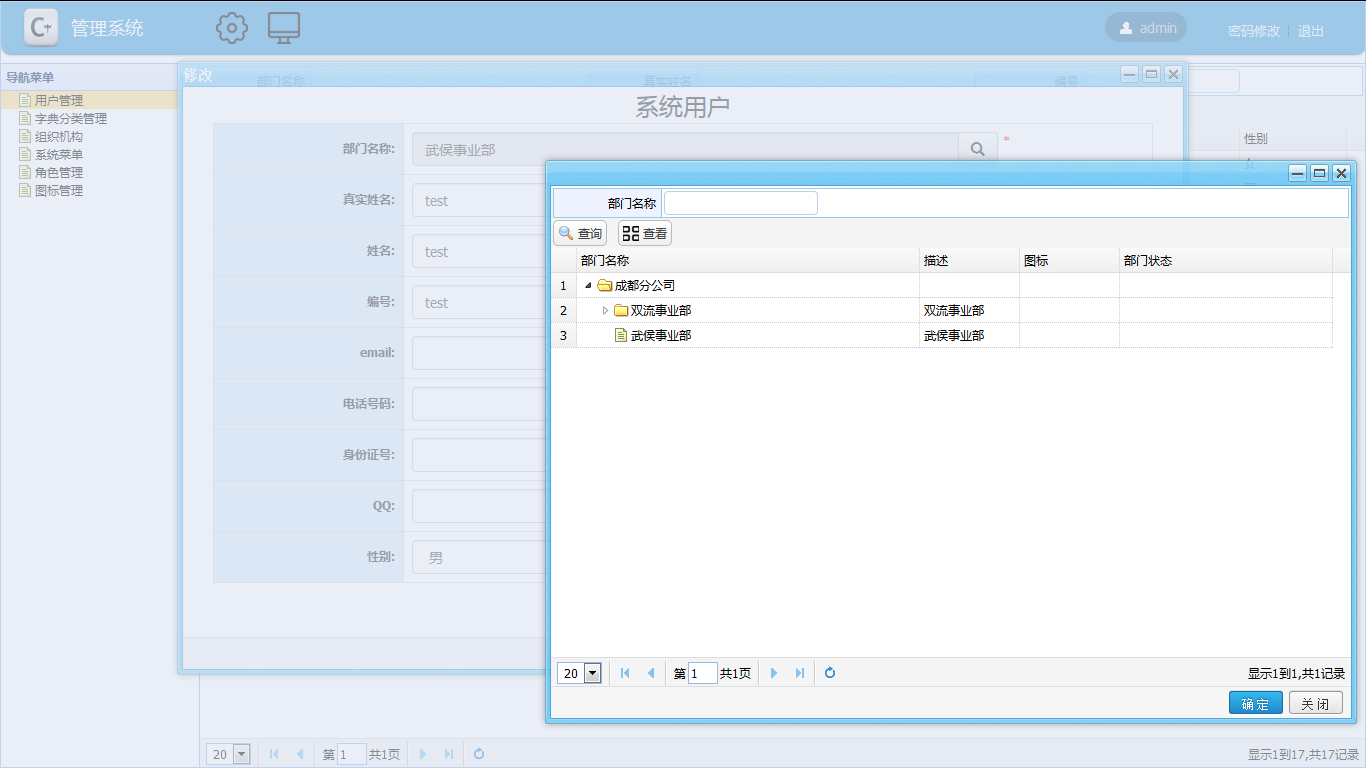 C+ 管理系统 admin 密码修改 | 退出
导航菜单
用户管理
字典分类管理
组织机构
系统菜单
角色管理
图标管理
修改
部门名称 真实姓名 编号
性别
女
系统用户
部门名称: 武侯事业部 *
真实姓名: test
姓名: test
编号: test
email:
电话号码:
身份证号:
QQ:
性别: 男
部门名称
查询 查看
部门名称 描述 图标 部门状态
1 成都分公司
2 双流事业部 双流事业部
3 武侯事业部 武侯事业部
20 第 1 共1页 显示1到1,共1记录
确定 关闭
20 第 1 共1页 显示1到17,共17记录